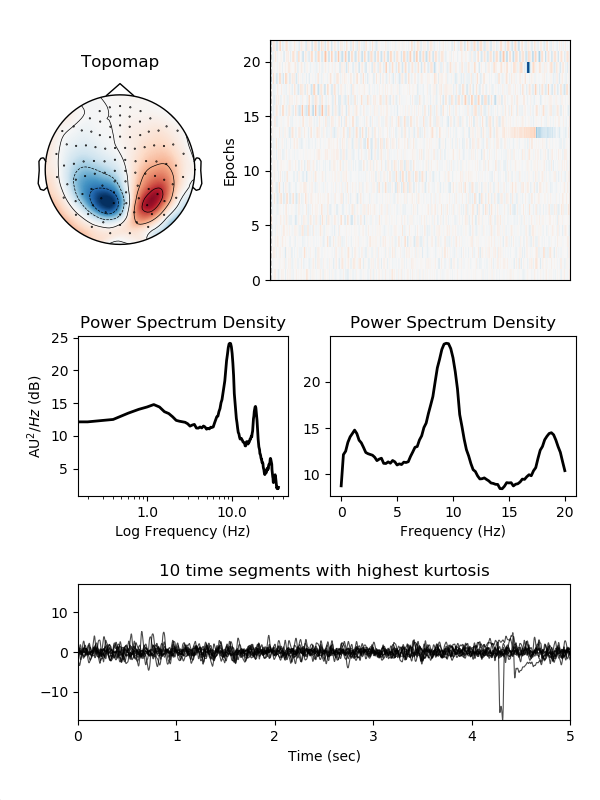 Topomap
Epochs
20
15
10
5
0
Power Spectrum Density
AU²/Hz (dB)
25
20
15
10
5
1.0 10.0
Log Frequency (Hz)
Power Spectrum Density
20
15
10
0 5 10 15 20
Frequency (Hz)
10 time segments with highest kurtosis
10
0
−10
0 1 2 3 4 5
Time (sec)